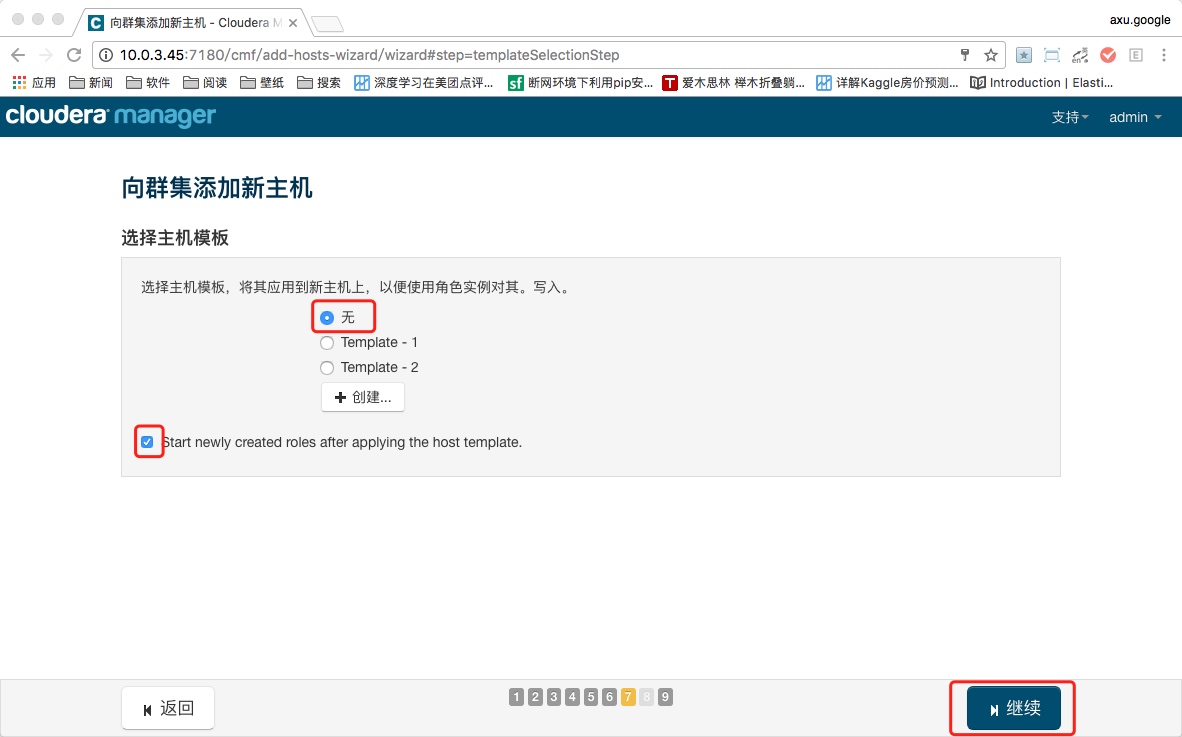 向群集添加新主机 - Cloudera M
axu.google
10.0.3.45:7180/cmf/add-hosts-wizard/wizard#step=templateSelectionStep
应用 新闻 软件 阅读 壁纸 搜索 深度学习在美团点评... sf 断网环境下利用pip安... T 爱木思林 榉木折叠躺... 详解Kaggle房价预测... Introduction | Elasti...
cloudera manager 支持 admin
向群集添加新主机
选择主机模板
选择主机模板，将其应用到新主机上，以便使用角色实例对其。写入。
无
Template - 1
Template - 2
创建...
Start newly created roles after applying the host template.
返回 1 2 3 4 5 6 7 8 9 继续